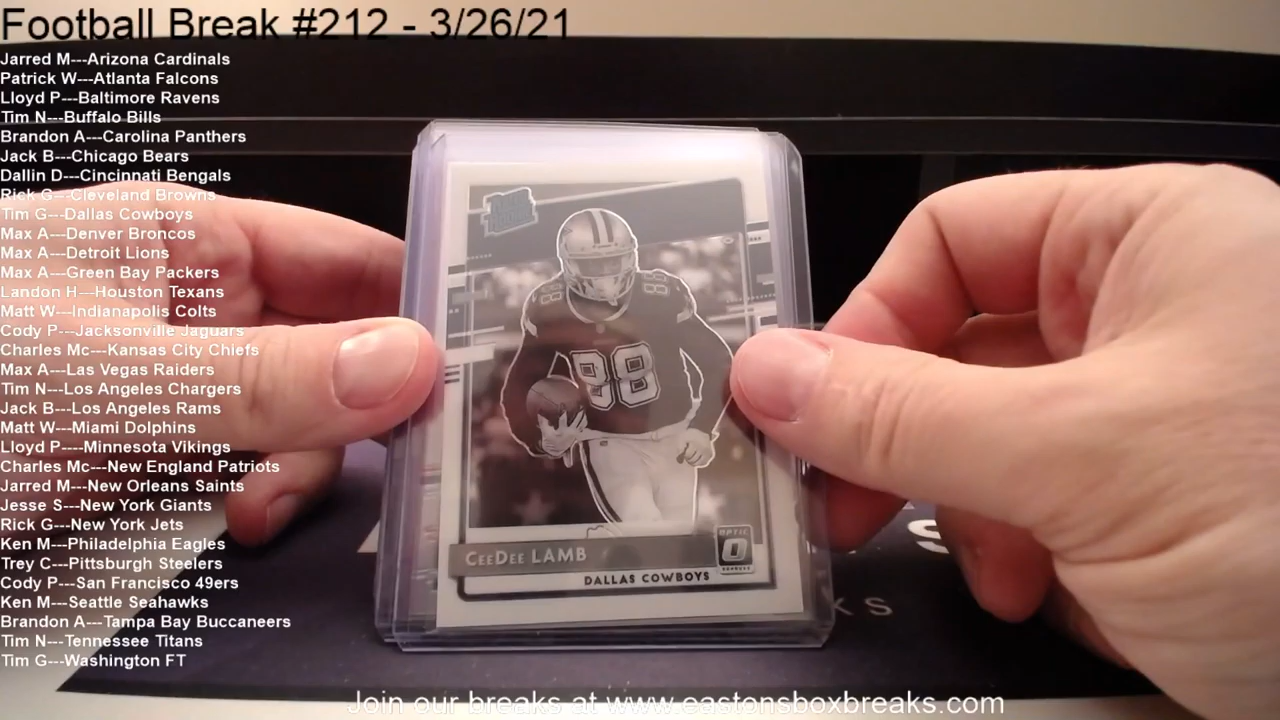 Football Break #212 - 3/26/21
Jarred M---Arizona Cardinals
Patrick W---Atlanta Falcons
Lloyd P---Baltimore Ravens
Tim N---Buffalo Bills
Brandon A---Carolina Panthers
Jack B---Chicago Bears
Dallin D---Cincinnati Bengals
Rick G---Cleveland Browns
Tim G---Dallas Cowboys
Max A---Denver Broncos
Max A---Detroit Lions
Max A---Green Bay Packers
Landon H---Houston Texans
Matt W---Indianapolis Colts
Cody P---Jacksonville Jaguars
Charles Mc---Kansas City Chiefs
Max A---Las Vegas Raiders
Tim N---Los Angeles Chargers
Jack B---Los Angeles Rams
Matt W---Miami Dolphins
Lloyd P----Minnesota Vikings
Charles Mc---New England Patriots
Jarred M---New Orleans Saints
Jesse S---New York Giants
Rick G---New York Jets
Ken M---Philadelphia Eagles
Trey C---Pittsburgh Steelers
Cody P---San Francisco 49ers
Ken M---Seattle Seahawks
Brandon A---Tampa Bay Buccaneers
Tim N---Tennessee Titans
Tim G---Washington FT
Rated
Rookie
88
88
88
OPTIC
CEEDEE LAMB
DALLAS COWBOYS
Join our breaks at www.eastonsboxbreaks.com